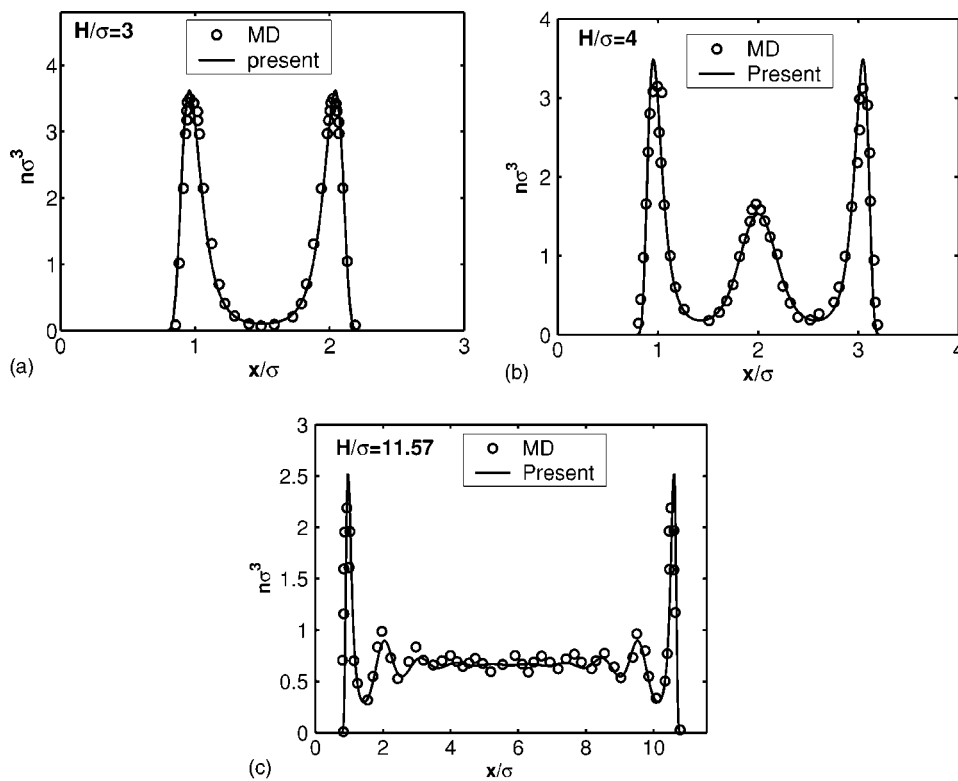 H/σ=3
MD
present
4
3
2
1
0
nσ³
0
1
2
3
x/σ
(a)
H/σ=4
MD
Present
4
3
2
1
0
nσ³
0
1
2
3
4
x/σ
(b)
H/σ=11.57
MD
Present
3
2.5
2
1.5
1
0.5
0
nσ³
0
2
4
6
8
10
x/σ
(c)